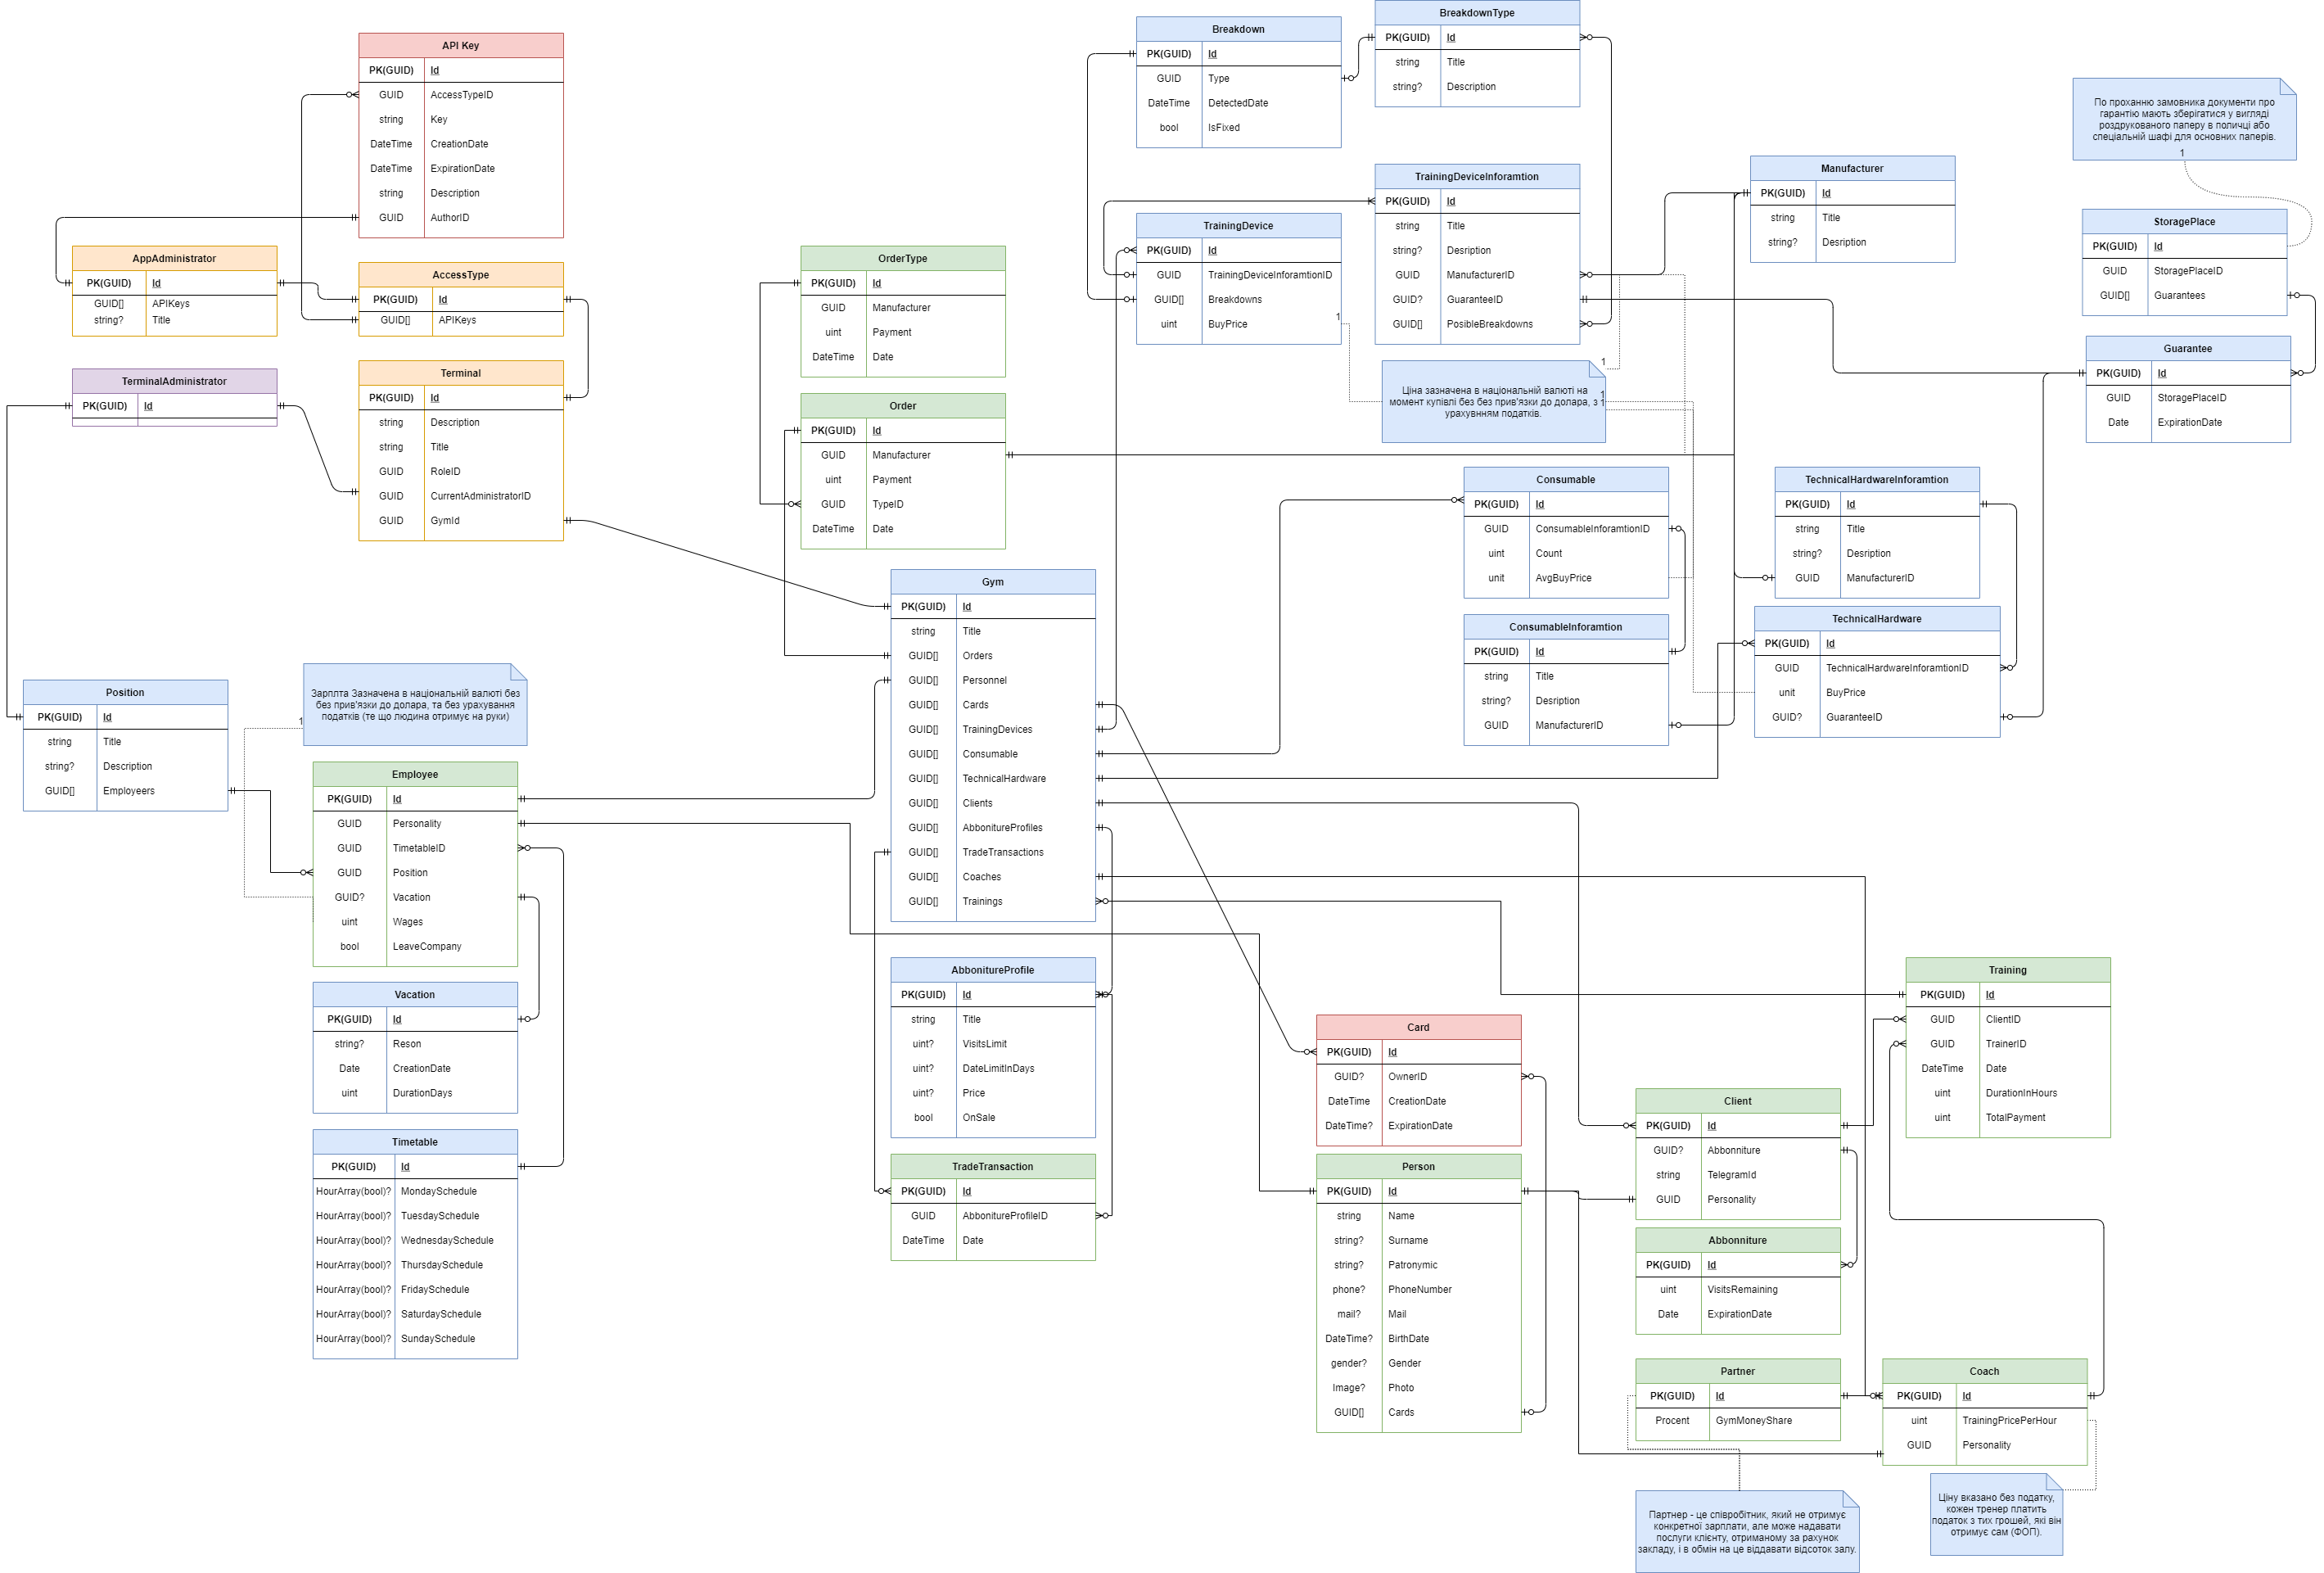 API Key
PK(GUID) Id
GUID AccessTypeID
string Key
DateTime CreationDate
DateTime ExpirationDate
string Description
GUID AuthorID
AppAdministrator
PK(GUID) Id
GUID[] APIKeys
string? Title
AccessType
PK(GUID) Id
GUID[] APIKeys
TerminalAdministrator
PK(GUID) Id
Terminal
PK(GUID) Id
string Description
string Title
GUID RoleID
GUID CurrentAdministratorID
GUID GymId
OrderType
PK(GUID) Id
GUID Manufacturer
uint Payment
DateTime Date
Order
PK(GUID) Id
GUID Manufacturer
uint Payment
GUID TypeID
DateTime Date
Breakdown
PK(GUID) Id
GUID Type
DateTime DetectedDate
bool IsFixed
BreakdownType
PK(GUID) Id
string Title
string? Description
TrainingDevice
PK(GUID) Id
GUID TrainingDeviceInforamtionID
GUID[] Breakdowns
uint BuyPrice
1
TrainingDeviceInforamtion
PK(GUID) Id
string Title
string? Desription
GUID ManufacturerID
GUID? GuaranteeID
GUID[] PosibleBreakdowns
1
Ціна зазначена в національній валюті на
момент купівлі без без прив'язки до долара, з
урахувнням податків.
1
1
Manufacturer
PK(GUID) Id
string Title
string? Desription
По проханню замовника документи про
гарантію мають зберігатися у вигляді
роздрукованого паперу в поличці або
спеціальній шафі для основних паперів.
1
StoragePlace
PK(GUID) Id
GUID StoragePlaceID
GUID[] Guarantees
Guarantee
PK(GUID) Id
GUID StoragePlaceID
Date ExpirationDate
Consumable
PK(GUID) Id
GUID ConsumableInforamtionID
uint Count
unit AvgBuyPrice
ConsumableInforamtion
PK(GUID) Id
string Title
string? Desription
GUID ManufacturerID
TechnicalHardwareInforamtion
PK(GUID) Id
string Title
string? Desription
GUID ManufacturerID
TechnicalHardware
PK(GUID) Id
GUID TechnicalHardwareInforamtionID
unit BuyPrice
GUID? GuaranteeID
Gym
PK(GUID) Id
string Title
GUID[] Orders
GUID[] Personnel
GUID[] Cards
GUID[] TrainingDevices
GUID[] Consumable
GUID[] TechnicalHardware
GUID[] Clients
GUID[] AbbonitureProfiles
GUID[] TradeTransactions
GUID[] Coaches
GUID[] Trainings
Position
PK(GUID) Id
string Title
string? Description
GUID[] Employeers
Зарплта Зазначена в національній валюті без
без прив'язки до долара, та без урахування
податків (те що людина отримує на руки)
1
Employee
PK(GUID) Id
GUID Personality
GUID TimetableID
GUID Position
GUID? Vacation
uint Wages
bool LeaveCompany
Vacation
PK(GUID) Id
string? Reson
Date CreationDate
uint DurationDays
Timetable
PK(GUID) Id
HourArray(bool)? MondaySchedule
HourArray(bool)? TuesdaySchedule
HourArray(bool)? WednesdaySchedule
HourArray(bool)? ThursdaySchedule
HourArray(bool)? FridaySchedule
HourArray(bool)? SaturdaySchedule
HourArray(bool)? SundaySchedule
AbbonitureProfile
PK(GUID) Id
string Title
uint? VisitsLimit
uint? DateLimitInDays
uint? Price
bool OnSale
TradeTransaction
PK(GUID) Id
GUID AbbonitureProfileID
DateTime Date
Card
PK(GUID) Id
GUID? OwnerID
DateTime CreationDate
DateTime? ExpirationDate
Person
PK(GUID) Id
string Name
string? Surname
string? Patronymic
phone? PhoneNumber
mail? Mail
DateTime? BirthDate
gender? Gender
Image? Photo
GUID[] Cards
Training
PK(GUID) Id
GUID ClientID
GUID TrainerID
DateTime Date
uint DurationInHours
uint TotalPayment
Client
PK(GUID) Id
GUID? Abbonniture
string TelegramId
GUID Personality
Abbonniture
PK(GUID) Id
uint VisitsRemaining
Date ExpirationDate
Partner
PK(GUID) Id
Procent GymMoneyShare
Coach
PK(GUID) Id
uint TrainingPricePerHour
GUID Personality
Партнер - це співробітник, який не отримує
конкретної зарплати, але може надавати
послуги клієнту, отриманому за рахунок
закладу, і в обмін на це віддавати відсоток залу.
Ціну вказано без податку,
кожен тренер платить
податок з тих грошей, які він
отримує сам (ФОП).